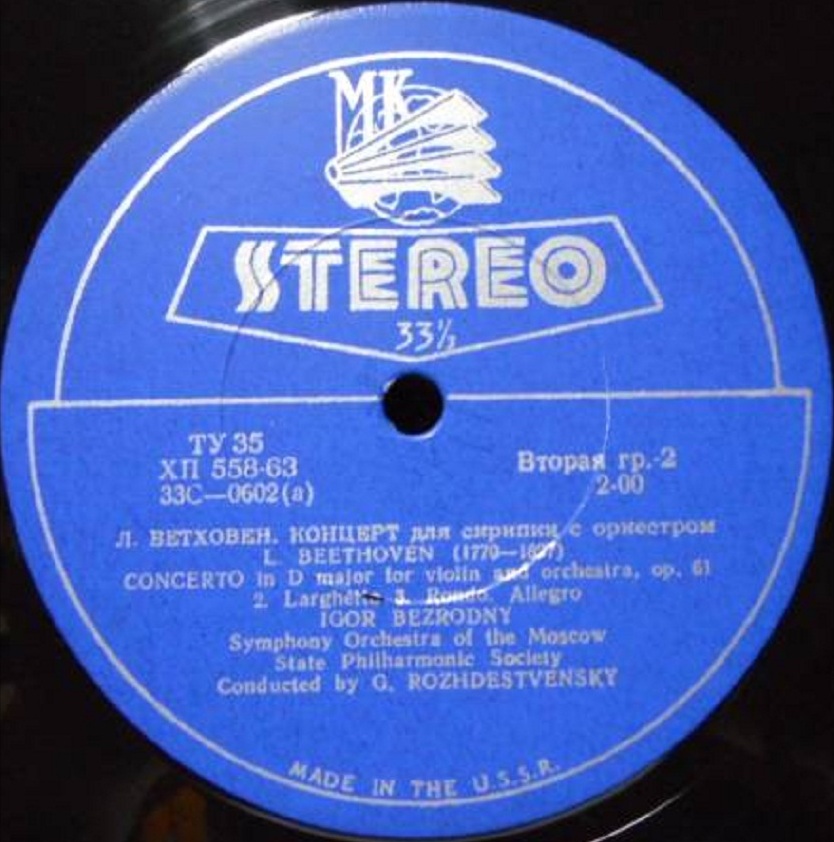 МК
STEREO
33⅓
ТУ 35
ХП 558-63
33С—0602(а)
Вторая гр.-2
2-00
Л. БЕТХОВЕН. КОНЦЕРТ для скрипки с оркестром
L. BEETHOVEN (1770—1827)
CONCERTO in D major for violin and orchestra, op. 61
2. Larghetto 3. Rondo. Allegro
IGOR BEZRODNY
Symphony Orchestra of the Moscow
State Philharmonic Society
Conducted by G. ROZHDESTVENSKY
MADE IN THE U.S.S.R.